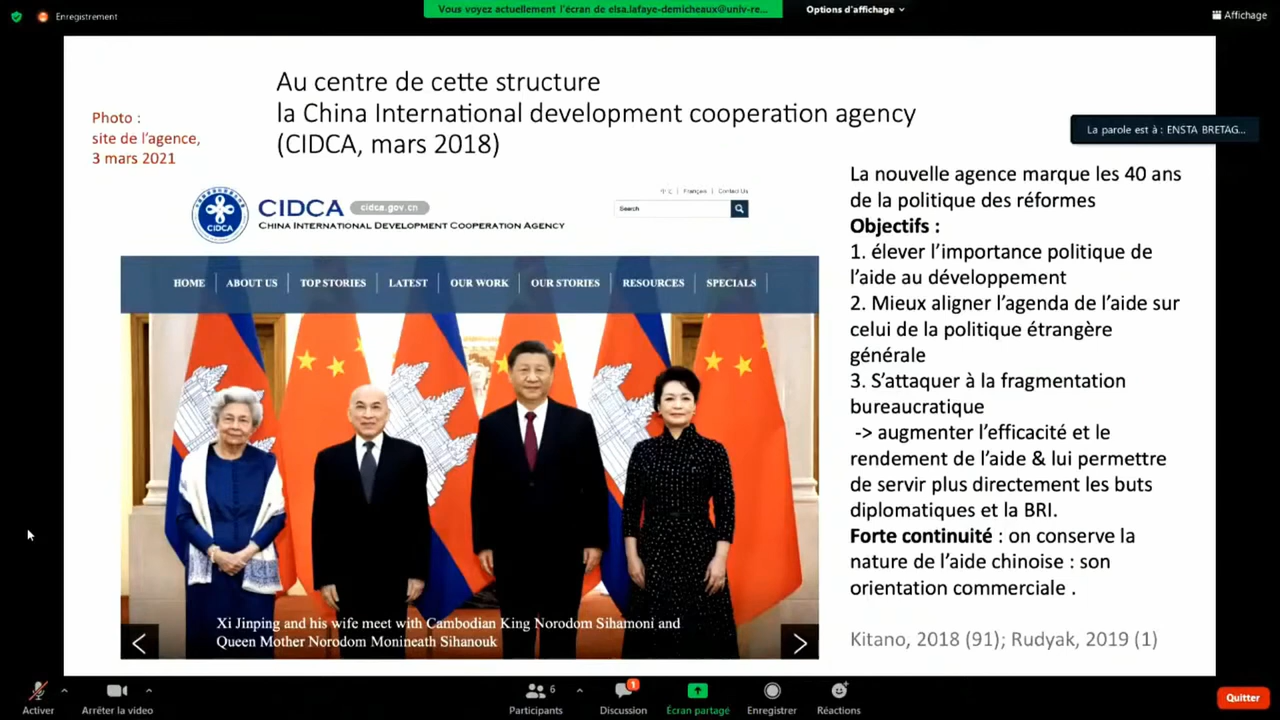 Enregistrement
Vous voyez actuellement l'écran de elsa.lafaye-demicheaux@univ-re...
Options d'affichage
Affichage
Au centre de cette structure
la China International development cooperation agency
(CIDCA, mars 2018)
Photo :
site de l'agence,
3 mars 2021
La parole est à : ENSTA BRETAG...
CIDCA
CIDCA
cidca.gov.cn
CHINA INTERNATIONAL DEVELOPMENT COOPERATION AGENCY
Français | Contact Us
Search
HOME | ABOUT US | TOP STORIES | LATEST | OUR WORK | OUR STORIES | RESOURCES | SPECIALS |
Xi Jinping and his wife meet with Cambodian King Norodom Sihamoni and
Queen Mother Norodom Monineath Sihanouk
La nouvelle agence marque les 40 ans
de la politique des réformes
Objectifs :
1. élever l'importance politique de
l'aide au développement
2. Mieux aligner l'agenda de l'aide sur
celui de la politique étrangère
générale
3. S'attaquer à la fragmentation
bureaucratique
-> augmenter l'efficacité et le
rendement de l'aide & lui permettre
de servir plus directement les buts
diplomatiques et la BRI.
Forte continuité : on conserve la
nature de l'aide chinoise : son
orientation commerciale .
Kitano, 2018 (91); Rudyak, 2019 (1)
Activer
Arrêter la video
Participants
6
Discussion
1
Écran partagé
Enregistrer
Réactions
Quitter